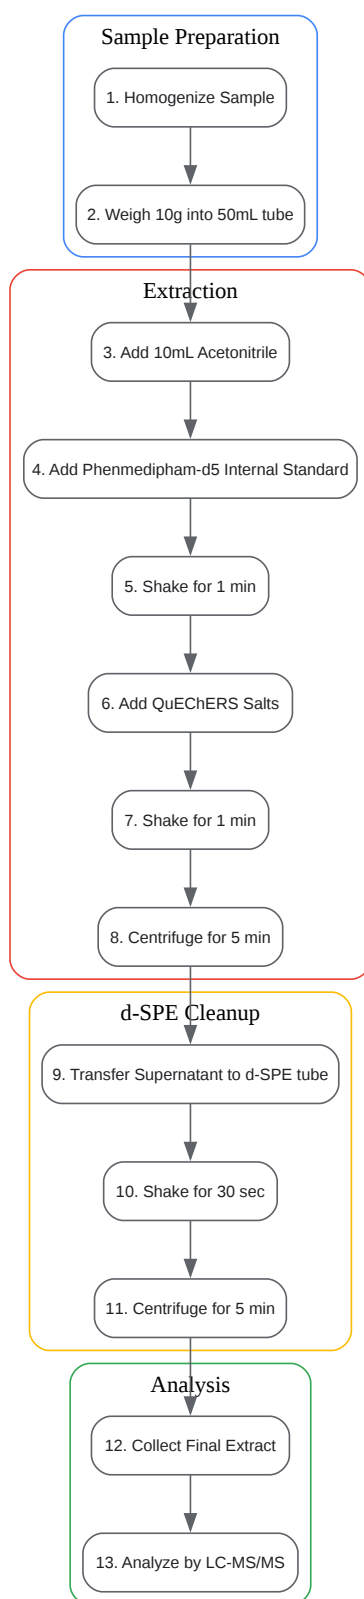 Sample Preparation
1. Homogenize Sample
2. Weigh 10g into 50mL tube
Extraction
3. Add 10mL Acetonitrile
4. Add Phenmedipham-d5 Internal Standard
5. Shake for 1 min
6. Add QuEChERS Salts
7. Shake for 1 min
8. Centrifuge for 5 min
d-SPE Cleanup
9. Transfer Supernatant to d-SPE tube
10. Shake for 30 sec
11. Centrifuge for 5 min
Analysis
12. Collect Final Extract
13. Analyze by LC-MS/MS